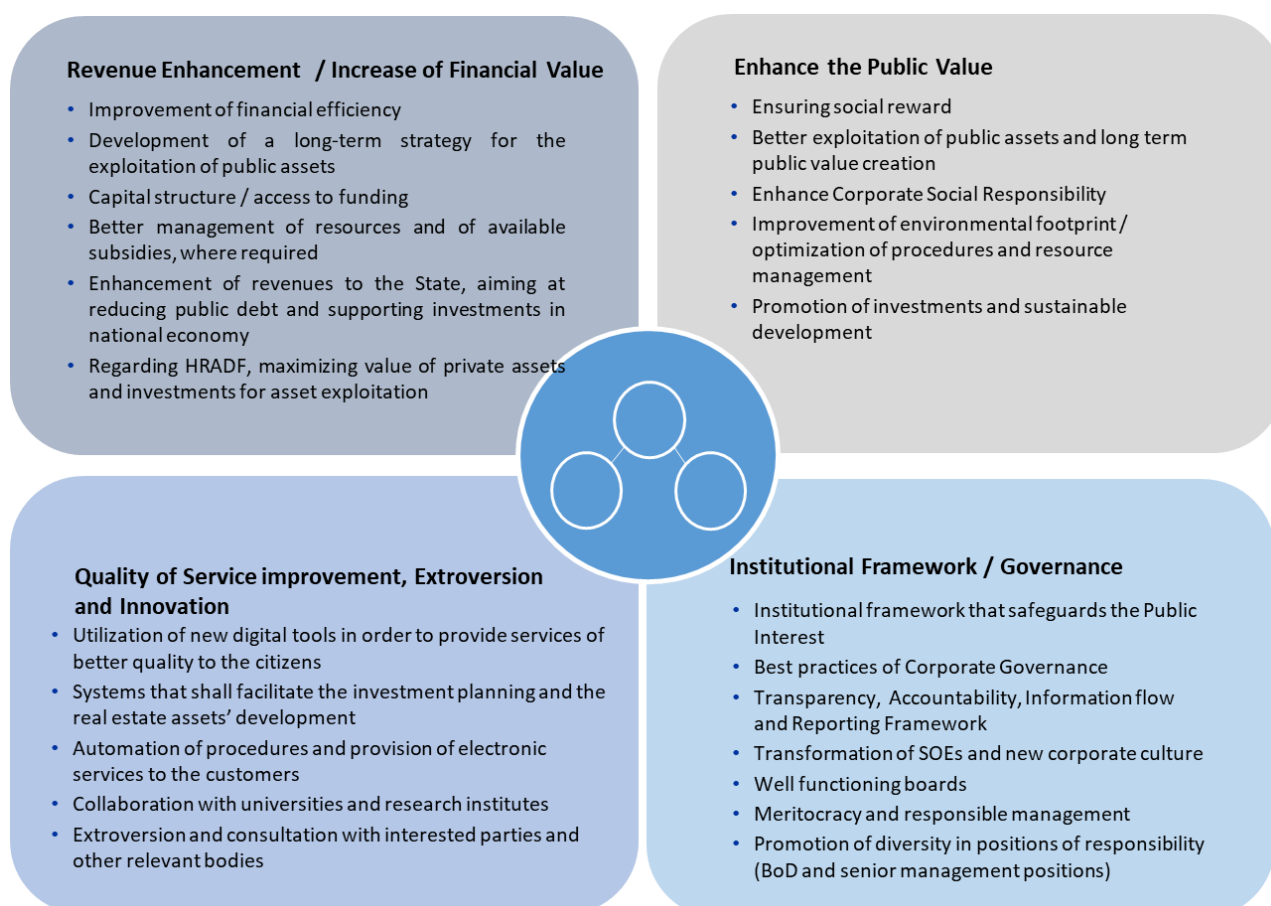 Revenue Enhancement / Increase of Financial Value
• Improvement of financial efficiency
• Development of a long-term strategy for the
exploitation of public assets
• Capital structure / access to funding
• Better management of resources and of available
subsidies, where required
• Enhancement of revenues to the State, aiming at
reducing public debt and supporting investments in
national economy
• Regarding HRADF, maximizing value of private assets
and investments for asset exploitation
Enhance the Public Value
• Ensuring social reward
• Better exploitation of public assets and long term
public value creation
• Enhance Corporate Social Responsibility
• Improvement of environmental footprint /
optimization of procedures and resource
management
• Promotion of investments and sustainable
development
Quality of Service improvement, Extroversion
and Innovation
• Utilization of new digital tools in order to provide services of
better quality to the citizens
• Systems that shall facilitate the investment planning and the
real estate assets’ development
• Automation of procedures and provision of electronic
services to the customers
• Collaboration with universities and research institutes
• Extroversion and consultation with interested parties and
other relevant bodies
Institutional Framework / Governance
• Institutional framework that safeguards the Public
Interest
• Best practices of Corporate Governance
• Transparency, Accountability, Information flow
and Reporting Framework
• Transformation of SOEs and new corporate culture
• Well functioning boards
• Meritocracy and responsible management
• Promotion of diversity in positions of responsibility
(BoD and senior management positions)